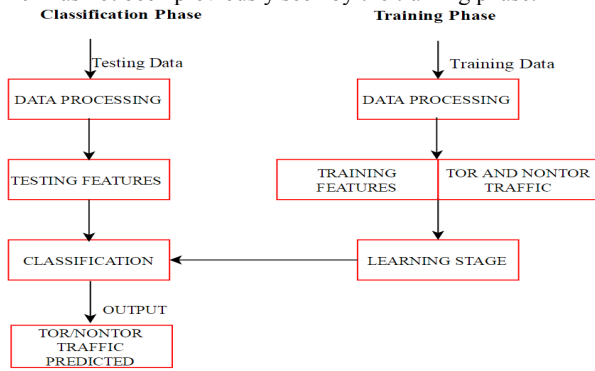 Classification Phase
Training Phase
Testing Data
Training Data
DATA PROCESSING
DATA PROCESSING
TESTING FEATURES
TRAINING
FEATURES
TOR AND NONTOR
TRAFFIC
CLASSIFICATION
LEARNING STAGE
OUTPUT
TOR/NONTOR
TRAFFIC
PREDICTED